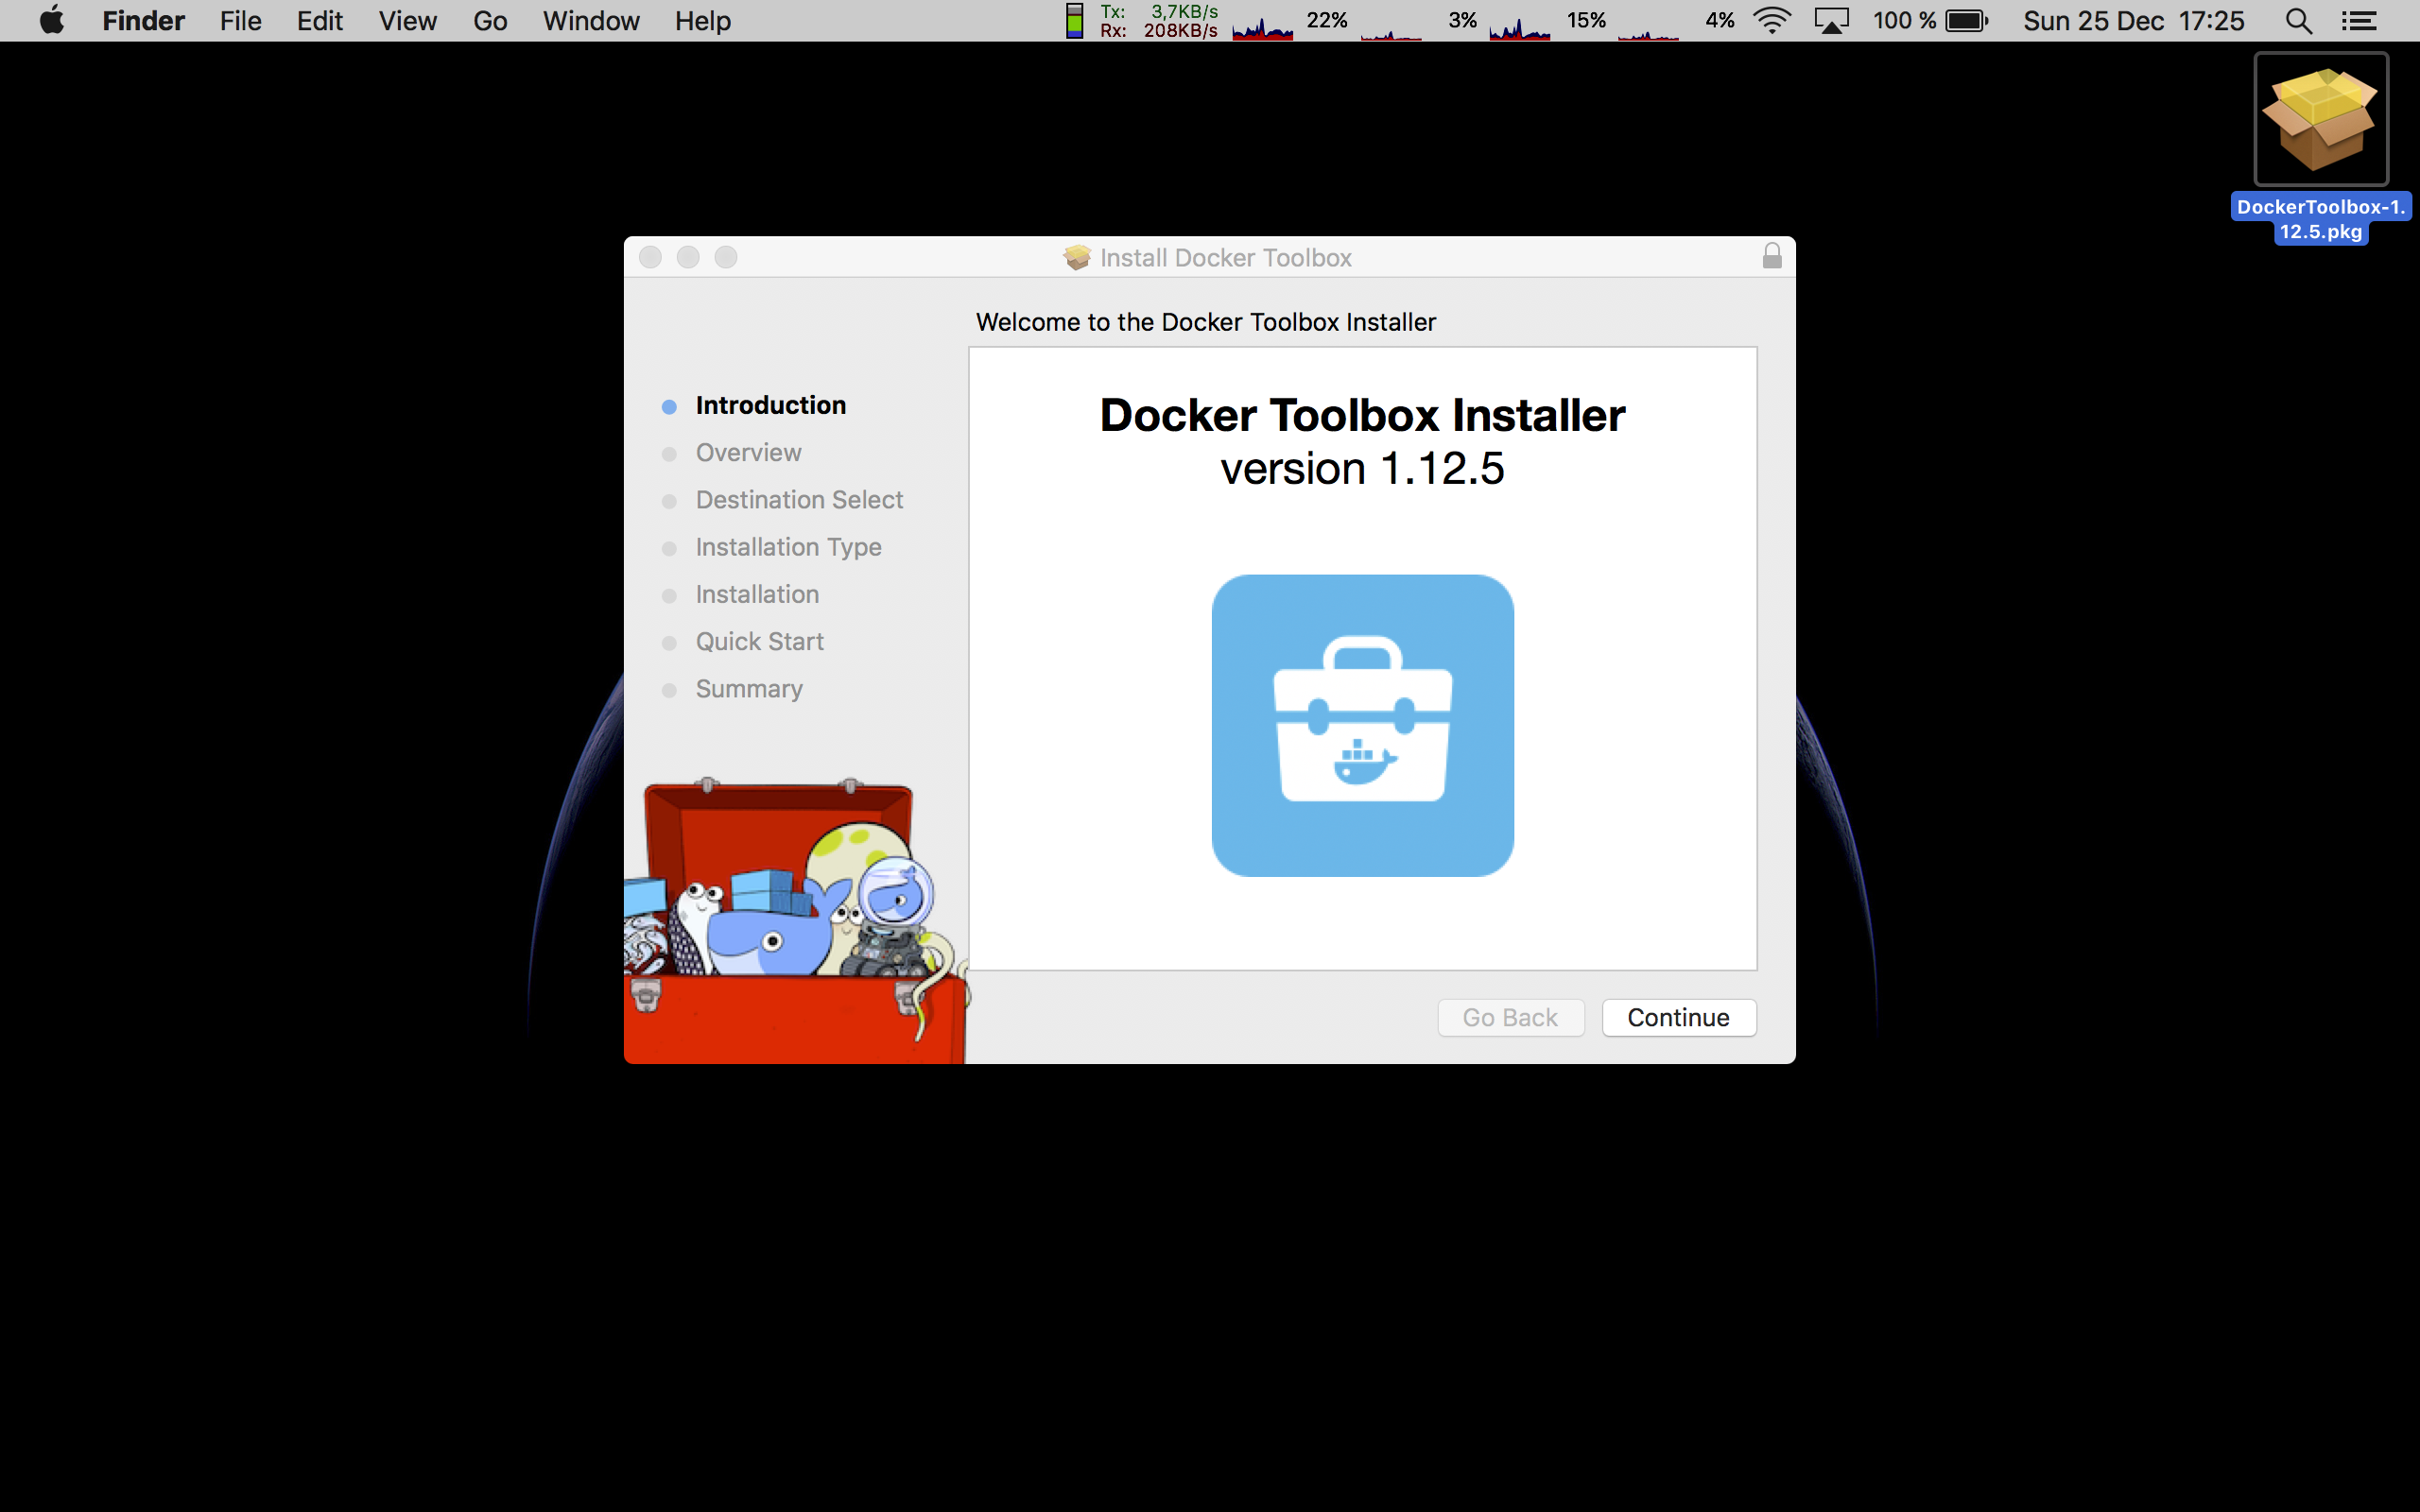 Finder File Edit View Go Window Help Tx: 3,7KB/s 22% 3% 15% 4% 100 % Sun 25 Dec 17:25
Rx: 208KB/s
DockerToolbox-1.
12.5.pkg
Install Docker Toolbox
Welcome to the Docker Toolbox Installer
Introduction
Overview
Destination Select
Installation Type
Installation
Quick Start
Summary
Docker Toolbox Installer
version 1.12.5
Go Back
Continue